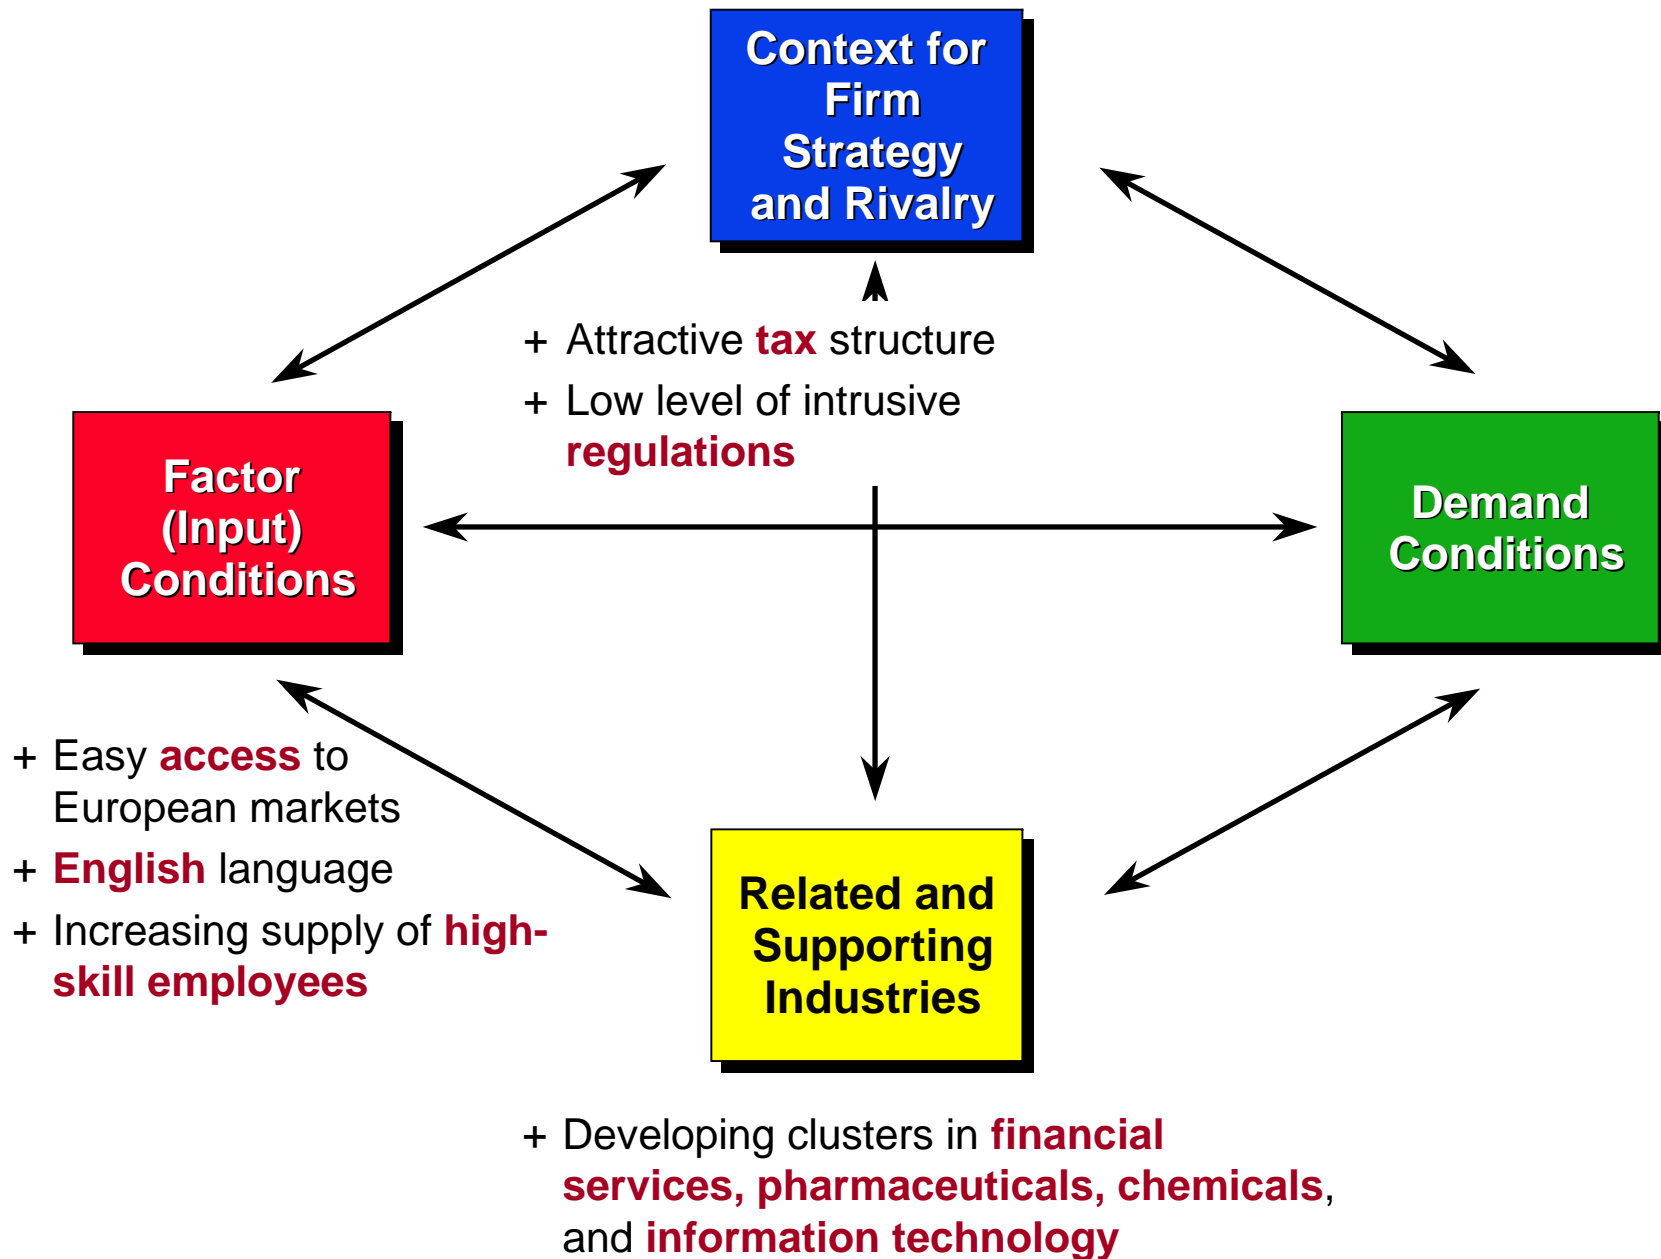 Context for
Firm
Strategy
and Rivalry
+ Attractive tax structure
+ Low level of intrusive
regulations
Factor
(Input)
Conditions
Demand
Conditions
+ Easy access to
European markets
+ English language
+ Increasing supply of high-
skill employees
Related and
Supporting
Industries
+ Developing clusters in financial
services, pharmaceuticals, chemicals,
and information technology